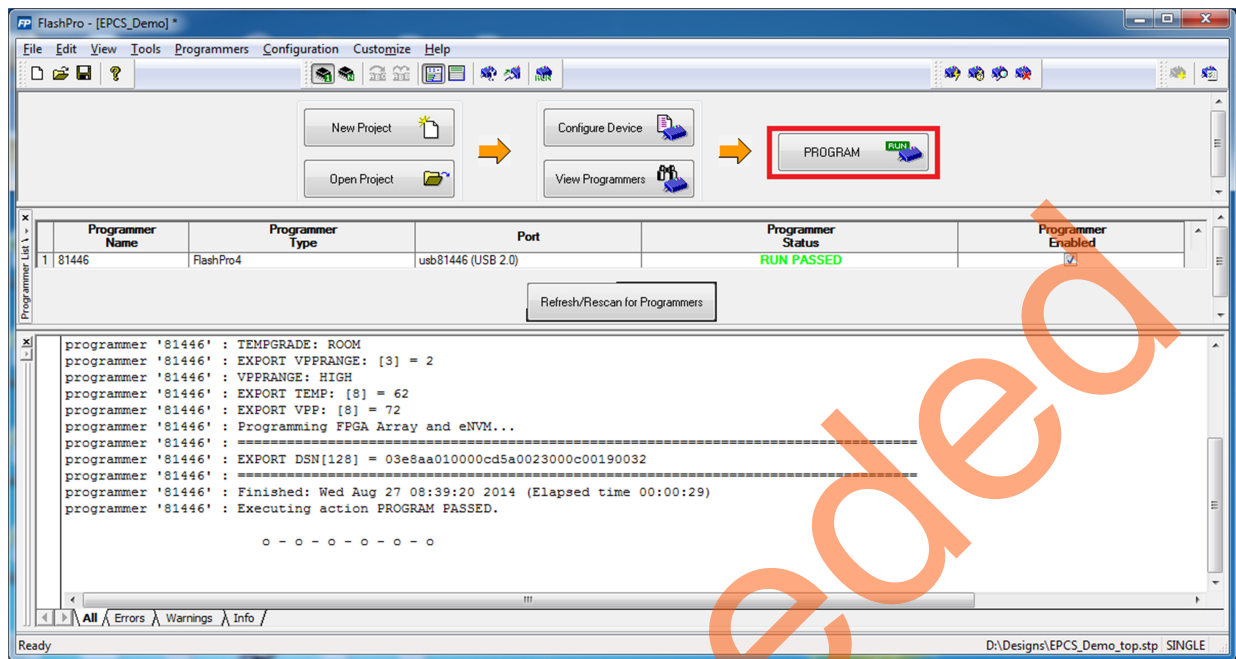 FP FlashPro - [EPCS_Demo] *
File Edit View Tools Programmers Configuration Customize Help
New Project
Configure Device
PROGRAM
RUN
Open Project
View Programmers
Programmer List
Programmer Name Programmer Type Port Programmer Status Programmer Enabled
1 81446 FlashPro4 usb81446 (USB 2.0) RUN PASSED
Refresh/Rescan for Programmers
programmer '81446' : TEMPGRADE: ROOM
programmer '81446' : EXPORT VPPRANGE: [3] = 2
programmer '81446' : VPPRANGE: HIGH
programmer '81446' : EXPORT TEMP: [8] = 62
programmer '81446' : EXPORT VPP: [8] = 72
programmer '81446' : Programming FPGA Array and eNVM...
programmer '81446' : ===================================================================================
programmer '81446' : EXPORT DSN[128] = 03e8aa010000cd5a0023000c00190032
programmer '81446' : ===================================================================================
programmer '81446' : Finished: Wed Aug 27 08:39:20 2014 (Elapsed time 00:00:29)
programmer '81446' : Executing action PROGRAM PASSED.
o - o - o - o - o - o
All Errors Warnings Info
Ready D:\Designs\EPCS_Demo_top.stp SINGLE
eded